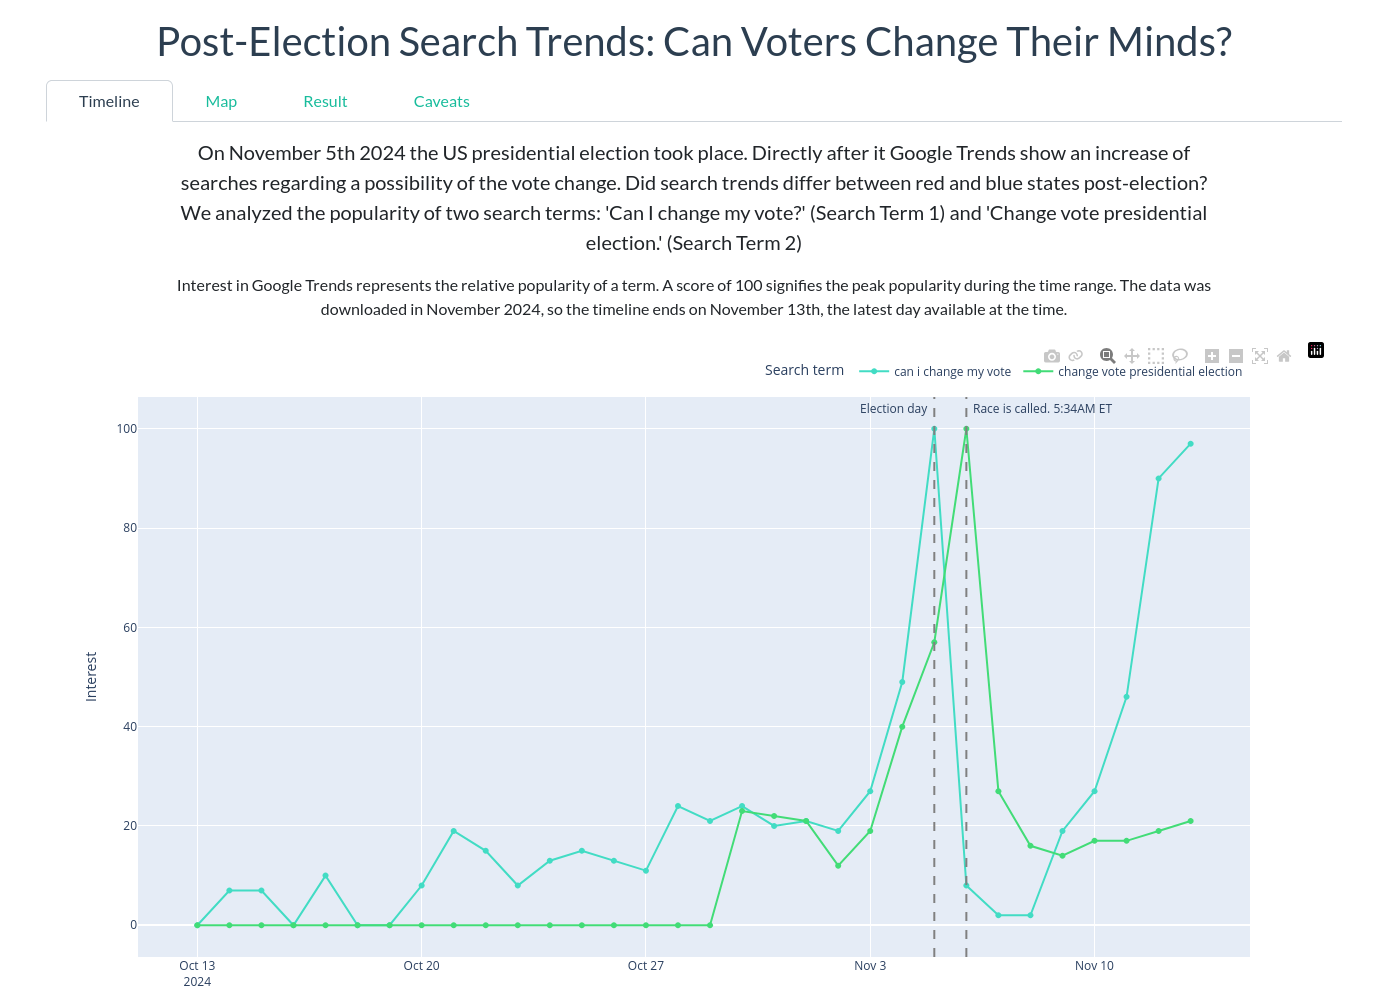 Post-Election Search Trends: Can Voters Change Their Minds?
Timeline
Map
Result
Caveats
On November 5th 2024 the US presidential election took place. Directly after it Google Trends show an increase of
searches regarding a possibility of the vote change. Did search trends differ between red and blue states post-election?
We analyzed the popularity of two search terms: 'Can I change my vote?' (Search Term 1) and 'Change vote presidential
election.' (Search Term 2)
Interest in Google Trends represents the relative popularity of a term. A score of 100 signifies the peak popularity during the time range. The data was
downloaded in November 2024, so the timeline ends on November 13th, the latest day available at the time.
Search term
can i change my vote
change vote presidential election
Election day
Race is called. 5:34AM ET
100
80
60
40
20
0
Interest
Oct 13
2024
Oct 20
Oct 27
Nov 3
Nov 10